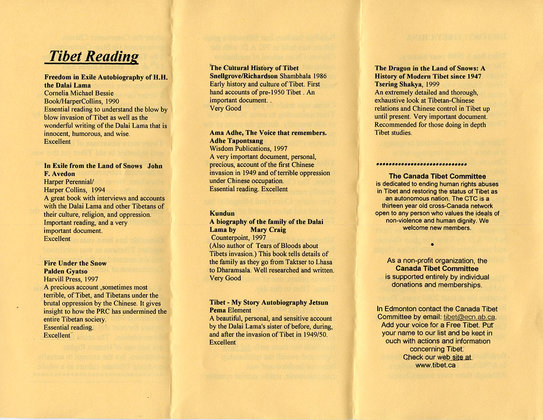 Tibet Reading
Freedom in Exile Autobiography of H.H.
the Dalai Lama
Cornelia Michael Bessie
Book/HarperCollins, 1990
Essential reading to understand the blow by
blow invasion of Tibet as well as the
wonderful writing of the Dalai Lama that is
innocent, humorous, and wise.
Excellent
In Exile from the Land of Snows John
F. Avedon
Harper Perennial/
Harper Collins, 1994
A great book with interviews and accounts
with the Dalai Lama and other Tibetans of
their culture, religion, and oppression.
Important reading, and a very
important document.
Excellent
Fire Under the Snow
Palden Gyatso
Harvill Press, 1997
A precious account ,sometimes most
terrible, of Tibet, and Tibetans under the
brutal oppression by the Chinese. It gives
insight to how the PRC has undermined the
entire Tibetan society.
Essential reading.
Excellent
The Cultural History of Tibet
Snellgrove/Richardson Shambhala 1986
Early history and culture of Tibet. First
hand accounts of pre-1950 Tibet . An
important document. .
Very Good
Ama Adhe, The Voice that remembers.
Adhe Tapontsang
Wisdom Publications, 1997
A very important document, personal,
precious, account of the first Chinese
invasion in 1949 and of terrible oppression
under Chinese occupation.
Essential reading. Excellent
Kundun
A biography of the family of the Dalai
Lama by Mary Craig
Counterpoint, 1997
(Also author of Tears of Bloods about
Tibets invasion.) This book tells details of
the family as they go from Taktser to Lhasa
to Dharamsala. Well researched and written.
Very Good
Tibet - My Story Autobiography Jetsun
Pema Element
A beautiful, personal, and sensitive account
by the Dalai Lama's sister of before, during,
and after the invasion of Tibet in 1949/50.
Excellent
The Dragon in the Land of Snows: A
History of Modern Tibet since 1947
Tsering Shakya, 1999
An extremely detailed and thorough,
exhaustive look at Tibetan-Chinese
relations and Chinese control in Tibet up
until present. Very important document.
Recommended for those doing in depth
Tibet studies.
****************************
The Canada Tibet Committee
is dedicated to ending human rights abuses
in Tibet and restoring the status of Tibet as
an autonomous nation. The CTC is a
thirteen year old cross-Canada network
open to any person who values the ideals of
non-violence and human dignity. We
welcome new members.
•
As a non-profit organization, the
Canada Tibet Committee
is supported entirely by individual
donations and memberships.
In Edmonton contact the Canada Tibet
Committee by email: tibet@ecn.ab.ca.
Add your voice for a Free Tibet. Put
your name to our list and be kept in
ouch with actions and information
concerning Tibet.
Check our web site at
www.tibet.ca